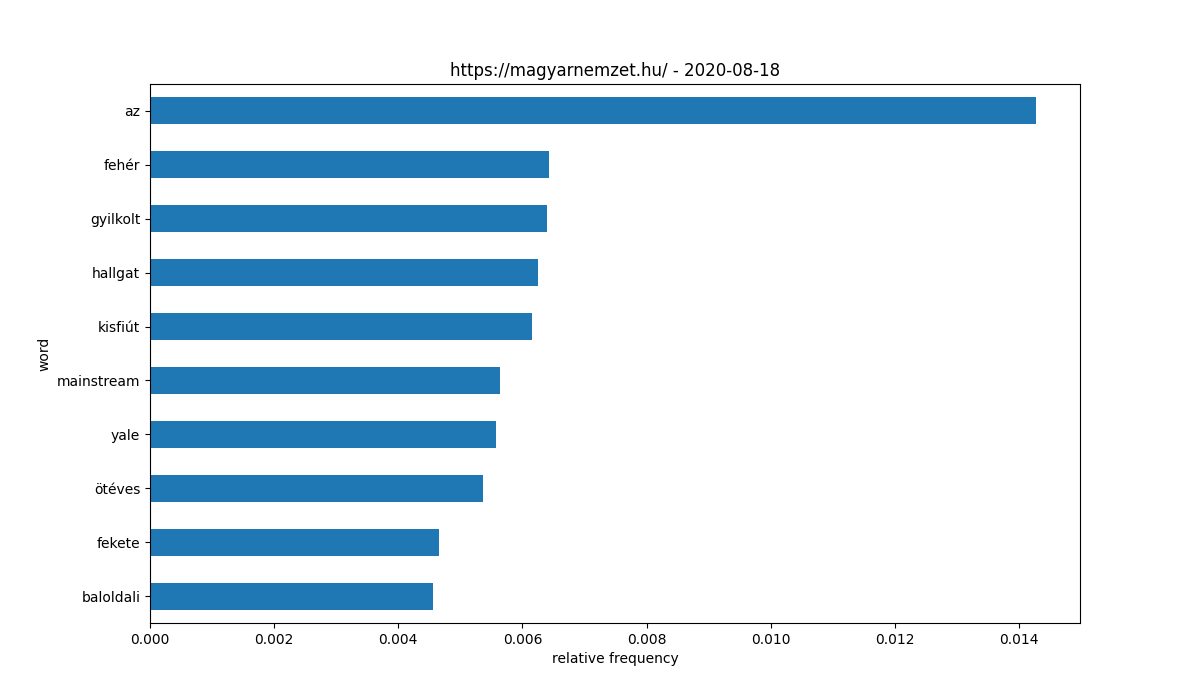 https://magyarnemzet.hu/ - 2020-08-18
az
fehér
gyilkolt
hallgat
kisfiút
mainstream
yale
ötéves
fekete
baloldali
word
0.000 0.002 0.004 0.006 0.008 0.010 0.012 0.014
relative frequency